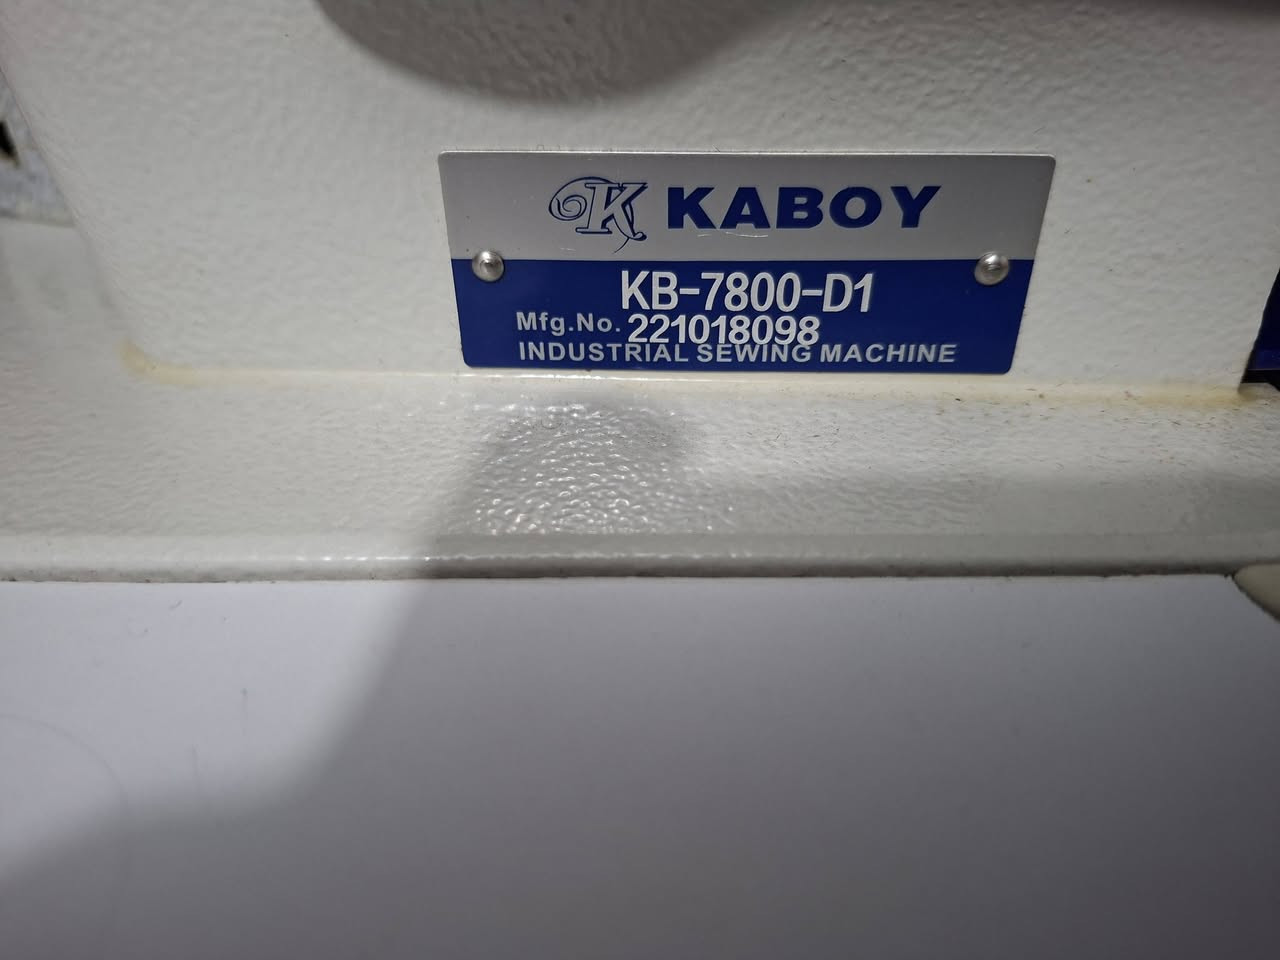 K KABOY
KB-7800-D1
Mfg.No. 221018098
INDUSTRIAL SEWING MACHINE